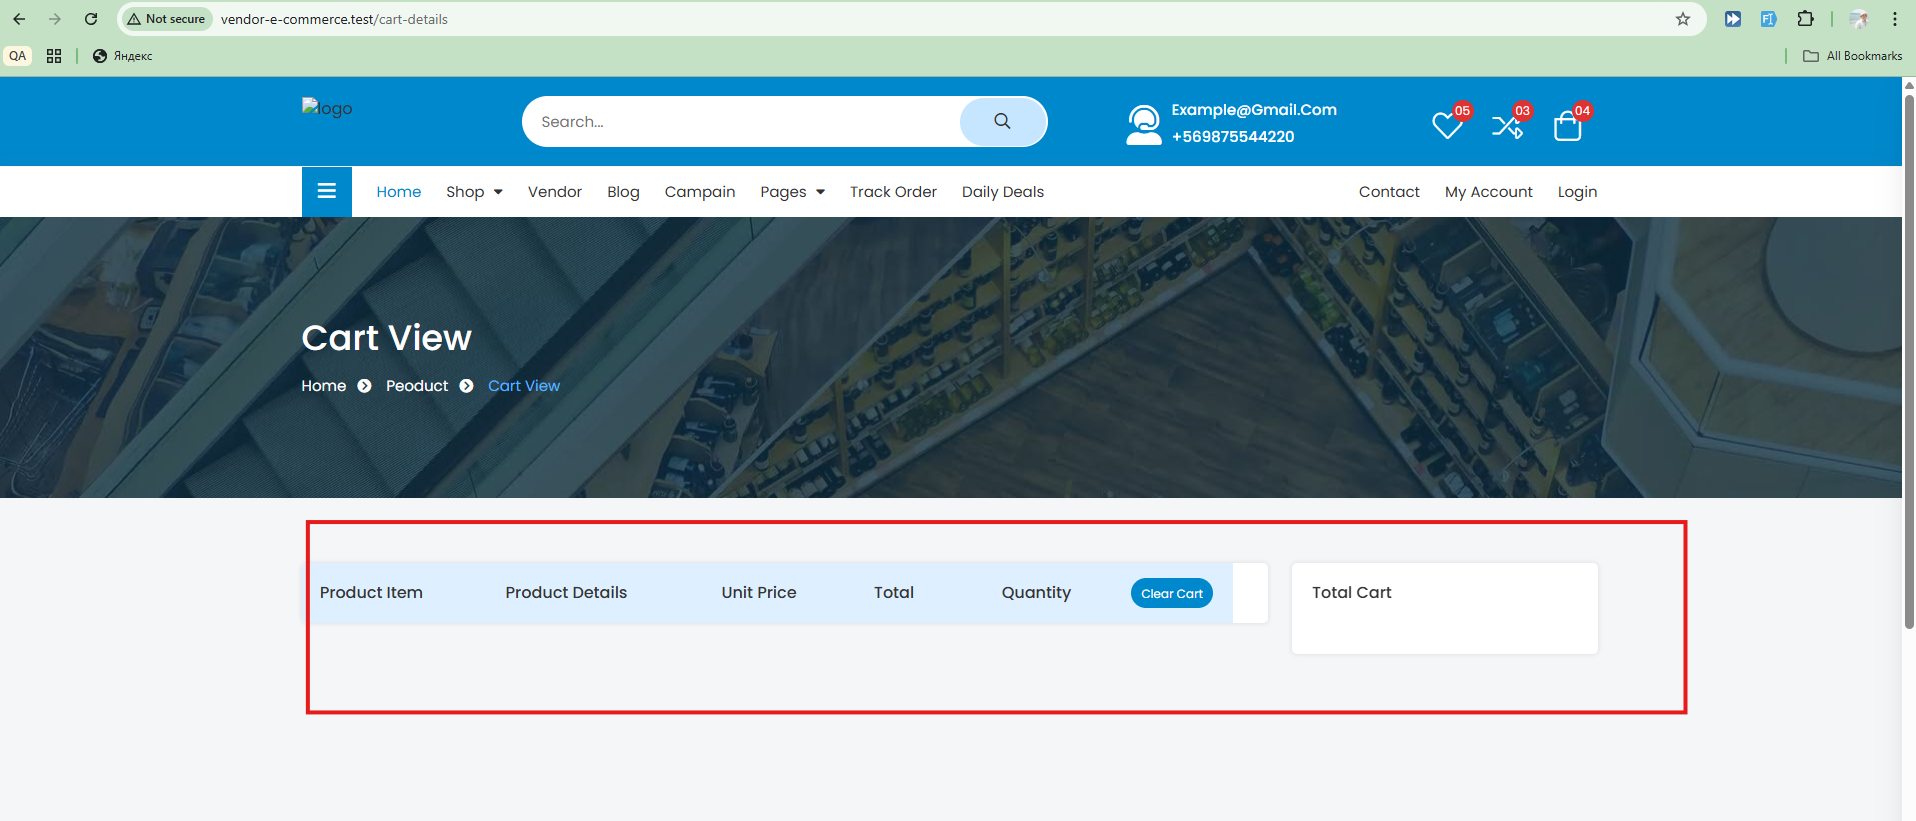 Not secure vendor-e-commerce.test/cart-details
QA Яндекс All Bookmarks
logo
Search...
Example@Gmail.Com
+569875544220
05 03 04
Home Shop Vendor Blog Campain Pages Track Order Daily Deals Contact My Account Login
Cart View
Home Peoduct Cart View
Product Item Product Details Unit Price Total Quantity Clear Cart
Total Cart